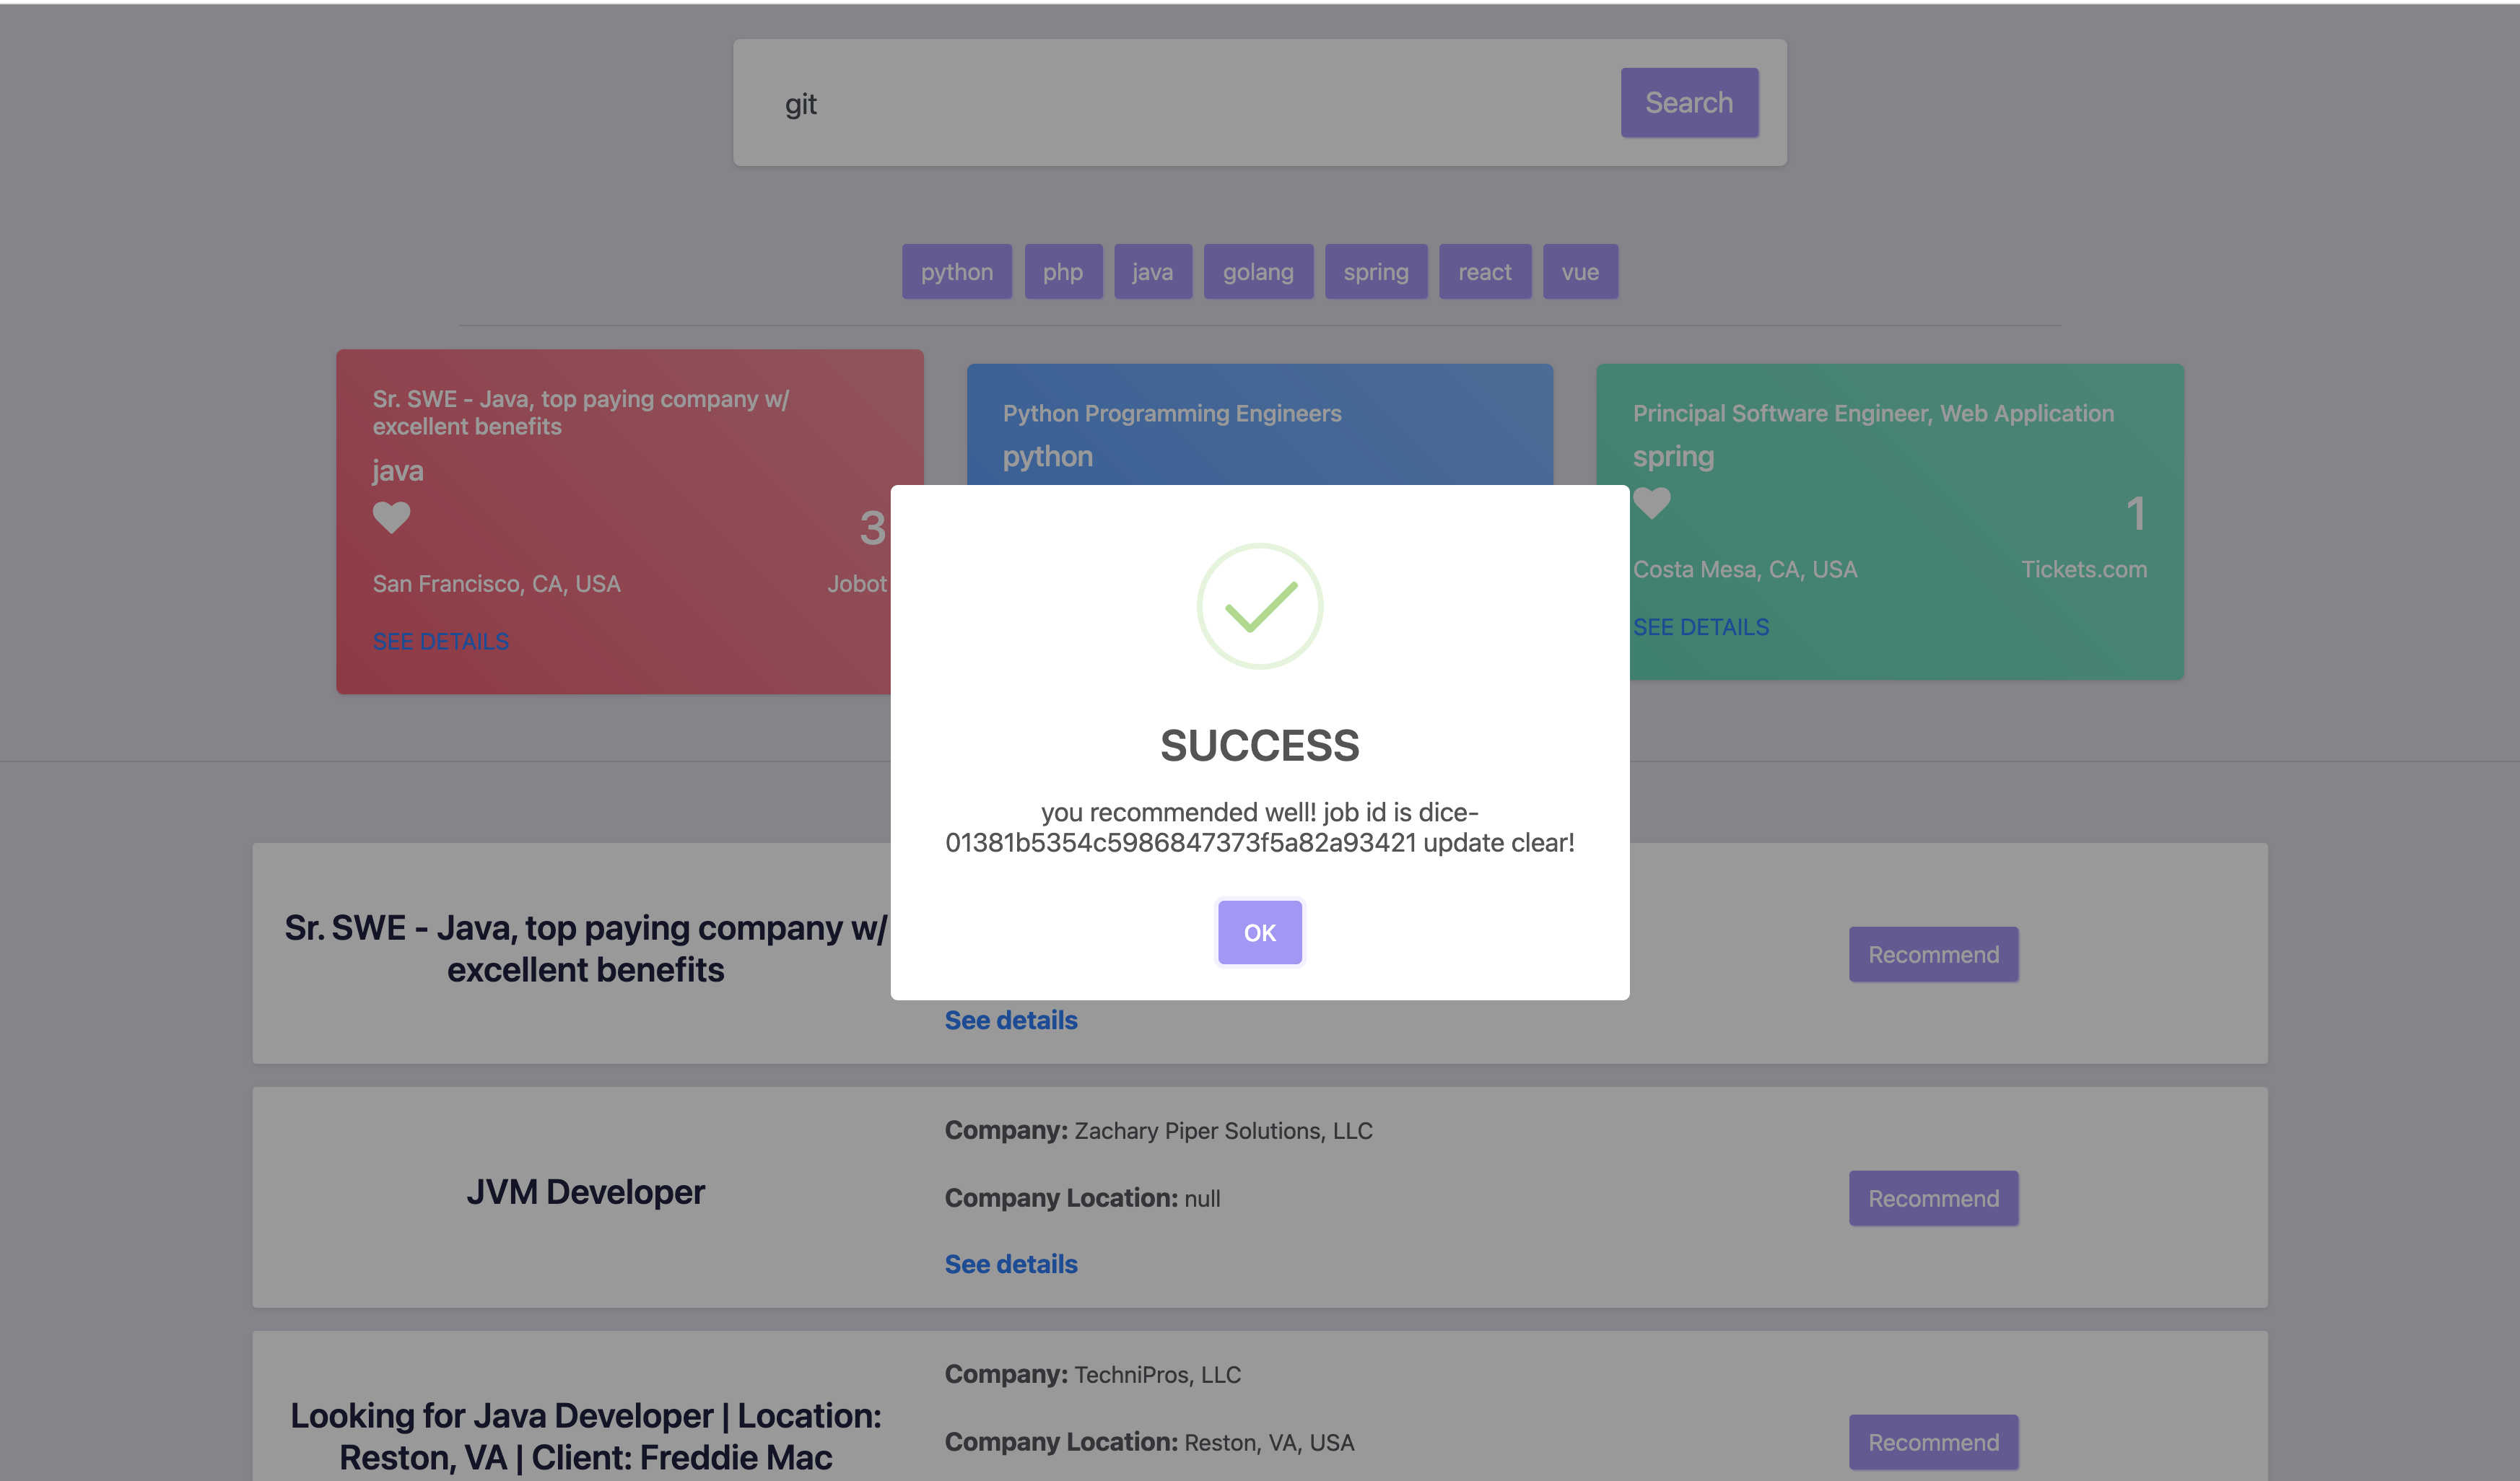 git
Search
python
php
java
golang
spring
react
vue
Sr. SWE - Java, top paying company w/
excellent benefits
java
3
San Francisco, CA, USA
Jobot
SEE DETAILS
Python Programming Engineers
python
Principal Software Engineer, Web Application
spring
1
Costa Mesa, CA, USA
Tickets.com
SEE DETAILS
SUCCESS
you recommended well! job id is dice-
01381b5354c5986847373f5a82a93421 update clear!
OK
Sr. SWE - Java, top paying company w/
excellent benefits
See details
Recommend
JVM Developer
Company: Zachary Piper Solutions, LLC
Company Location: null
See details
Recommend
Looking for Java Developer | Location:
Reston, VA | Client: Freddie Mac
Company: TechniPros, LLC
Company Location: Reston, VA, USA
Recommend